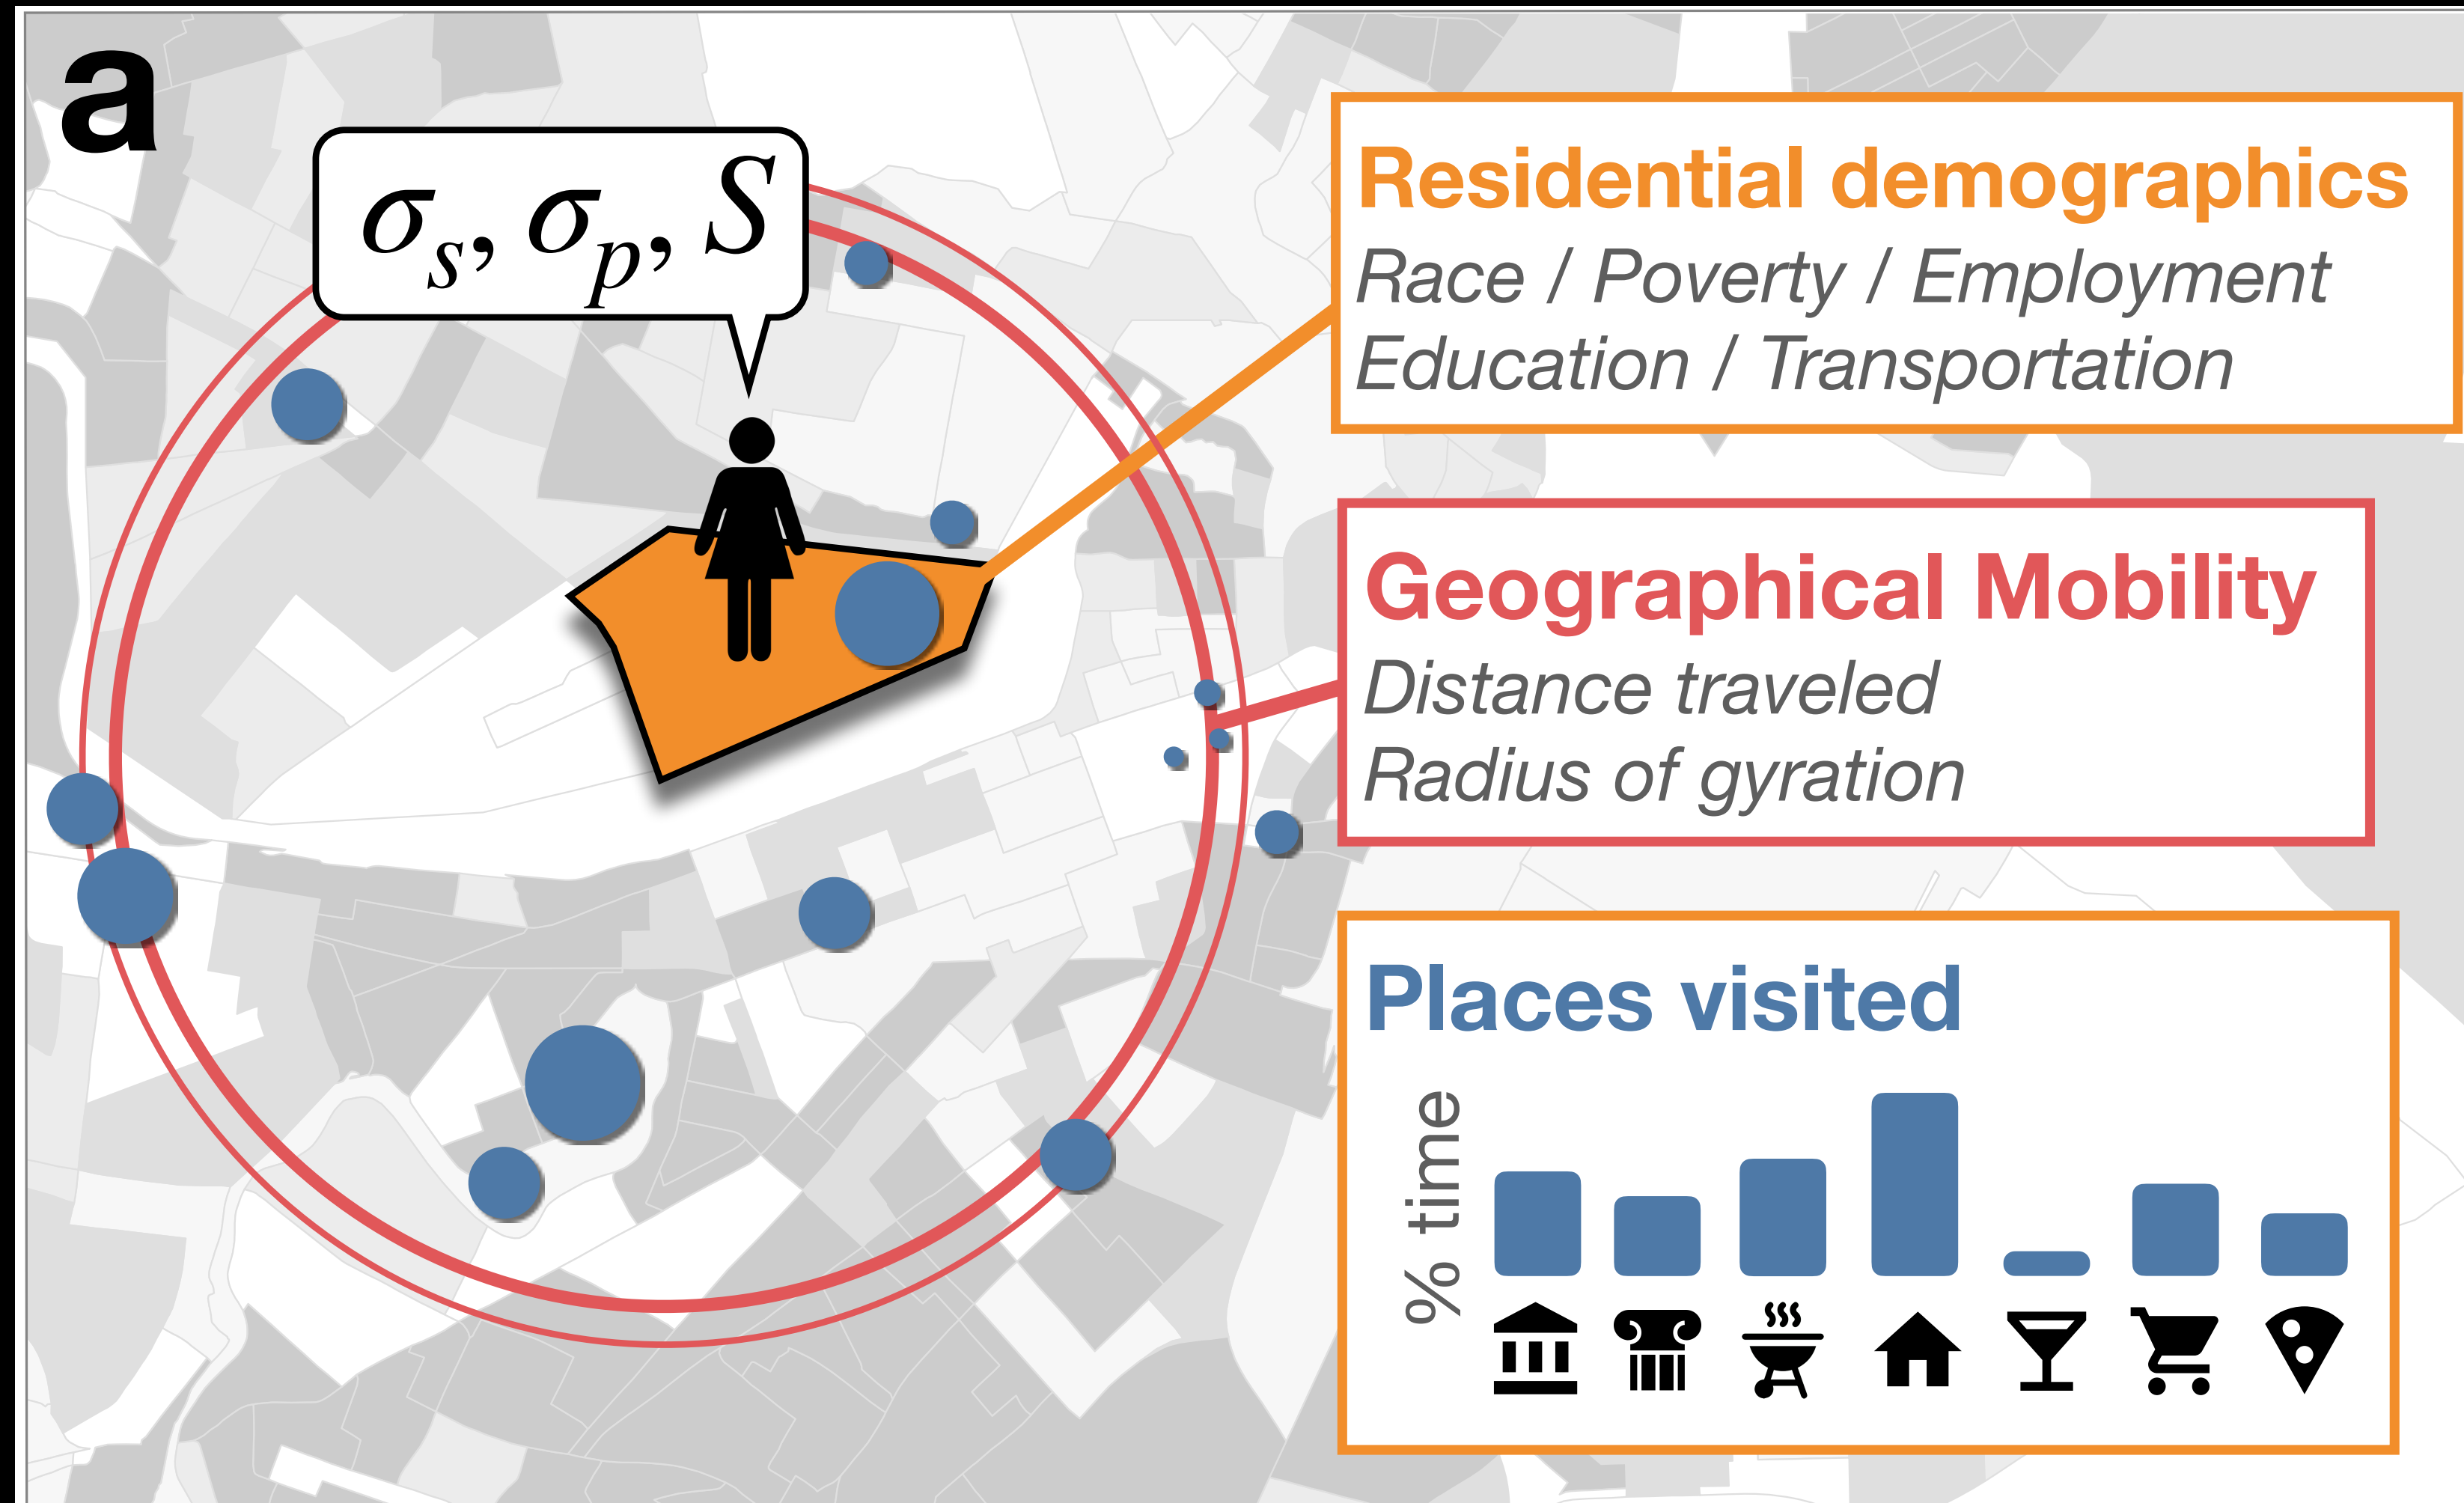 a
σs, σp, S
Residential demographics
Race / Poverty / Employment
Education / Transportation
Geographical Mobility
Distance traveled
Radius of gyration
Places visited
% time